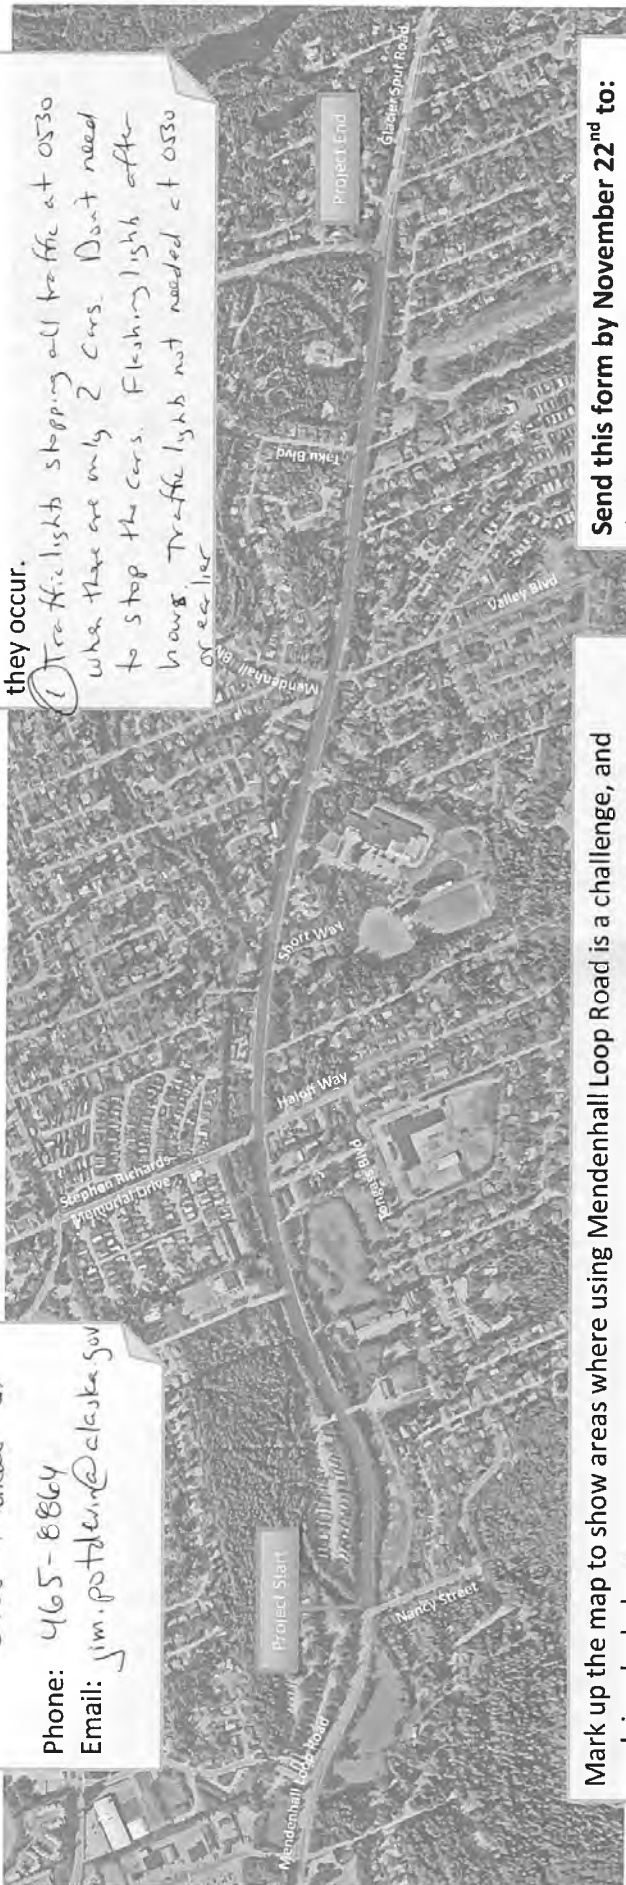 Phone: 465-8864
Email: jim.potdevin@alaska.gov
they occur.
① Traffic lights stopping all traffic at 0530
when there are only 2 cars. Don't need
to stop the cars. Flashing lights after
hours Traffic lights not needed at 0530
or earlier
Project Start
Project End
Mendenhall Loop Road
Nancy Street
Stephen Richards
Memorial Drive
Tongass Blvd
Haloff Way
Short Way
Mendenhall Blvd
Valley Blvd
Taku Blvd
Glacier Spur Road
Mark up the map to show areas where using Mendenhall Loop Road is a challenge, and
Send this form by November 22nd to: